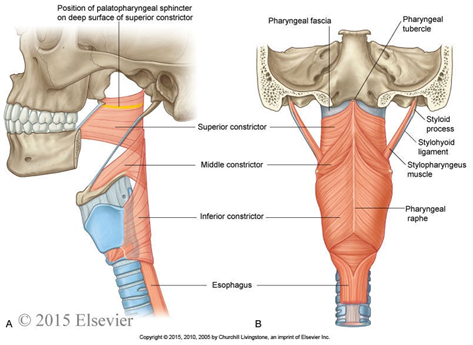 Position of palatopharyngeal sphincter
on deep surface of superior constrictor
Pharyngeal fascia
Pharyngeal
tubercle
Styloid
process
Superior constrictor
Stylohyoid
ligament
Middle constrictor
Stylopharyngeus
muscle
Inferior constrictor
Pharyngeal
raphe
Esophagus
A
© 2015 Elsevier
B
Copyright © 2015, 2010, 2005 by Churchill Livingstone, an imprint of Elsevier Inc.